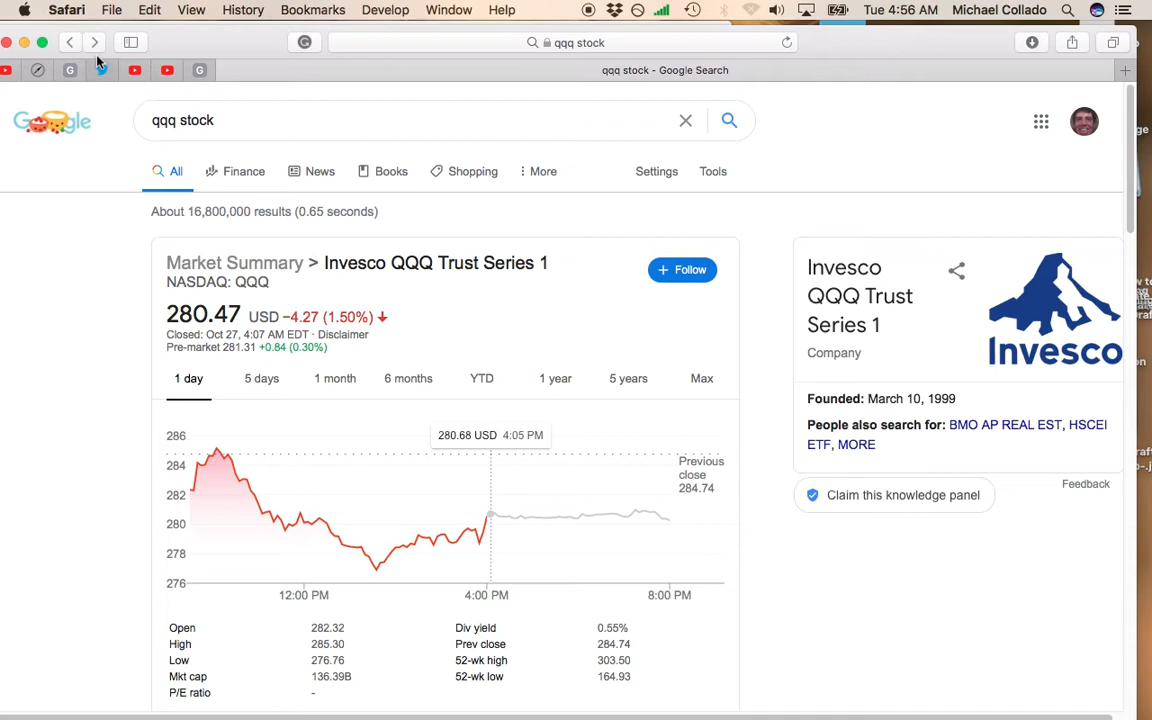 Safari File Edit View History Bookmarks Develop Window Help Tue 4:56 AM Michael Collado
qqq stock
G G qqq stock - Google Search
Google
qqq stock
All Finance News Books Shopping More Settings Tools
About 16,800,000 results (0.65 seconds)
Market Summary > Invesco QQQ Trust Series 1
NASDAQ: QQQ
+ Follow
280.47 USD −4.27 (1.50%)
Closed: Oct 27, 4:07 AM EDT · Disclaimer
Pre-market 281.31 +0.84 (0.30%)
1 day 5 days 1 month 6 months YTD 1 year 5 years Max
280.68 USD 4:05 PM
286
284
282
280
278
276
Previous
close
284.74
12:00 PM 4:00 PM 8:00 PM
Open 282.32 Div yield 0.55%
High 285.30 Prev close 284.74
Low 276.76 52-wk high 303.50
Mkt cap 136.39B 52-wk low 164.93
P/E ratio -
Invesco
QQQ Trust
Series 1
Company
Invesco
Founded: March 10, 1999
People also search for: BMO AP REAL EST, HSCEI
ETF, MORE
Feedback
Claim this knowledge panel